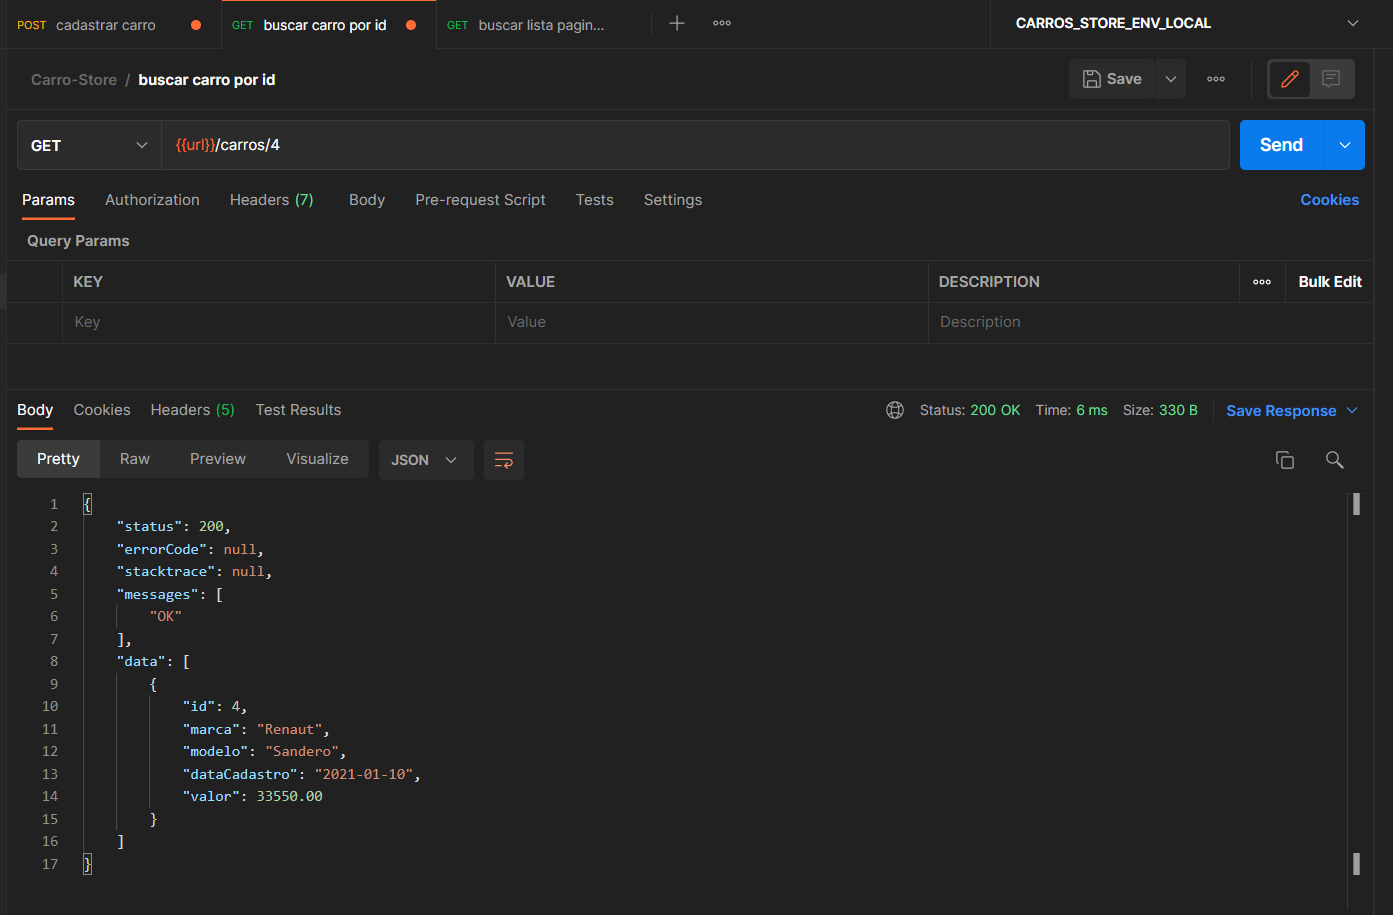 POST cadastrar carro GET buscar carro por id GET buscar lista pagin... CARROS_STORE_ENV_LOCAL
Carro-Store / buscar carro por id Save
GET {{url}}/carros/4 Send
Params Authorization Headers (7) Body Pre-request Script Tests Settings Cookies
Query Params
KEY VALUE DESCRIPTION Bulk Edit
Key Value Description
Body Cookies Headers (5) Test Results Status: 200 OK Time: 6 ms Size: 330 B Save Response
Pretty Raw Preview Visualize JSON
1 {
2 "status": 200,
3 "errorCode": null,
4 "stacktrace": null,
5 "messages": [
6 "OK"
7 ],
8 "data": [
9 {
10 "id": 4,
11 "marca": "Renaut",
12 "modelo": "Sandero",
13 "dataCadastro": "2021-01-10",
14 "valor": 33550.00
15 }
16 ]
17 }